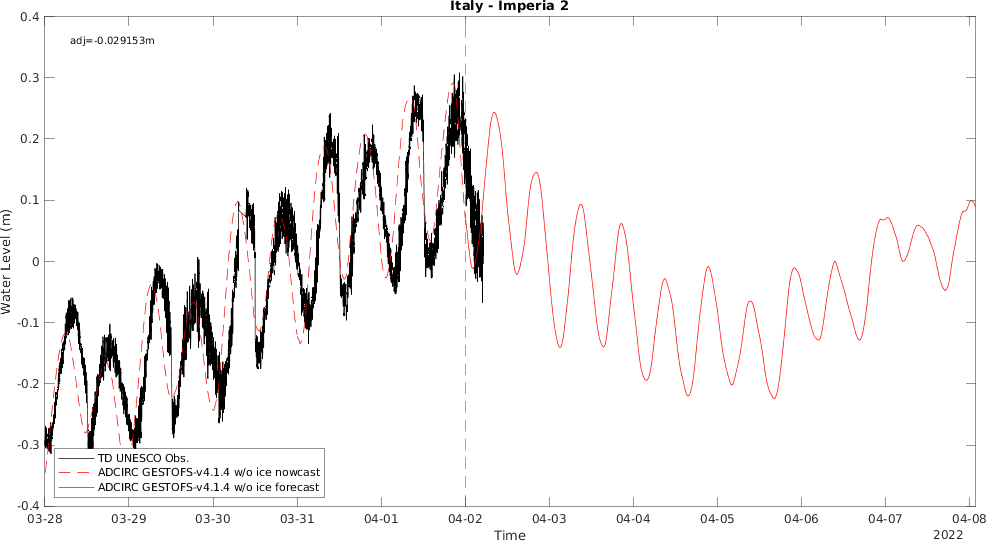 Italy - Imperia 2
adj=-0.029153m
Water Level (m)
0.4
0.3
0.2
0.1
0
-0.1
-0.2
-0.3
-0.4
TD UNESCO Obs.
ADCIRC GESTOFS-v4.1.4 w/o ice nowcast
ADCIRC GESTOFS-v4.1.4 w/o ice forecast
03-28 03-29 03-30 03-31 04-01 04-02 04-03 04-04 04-05 04-06 04-07 04-08
Time
2022